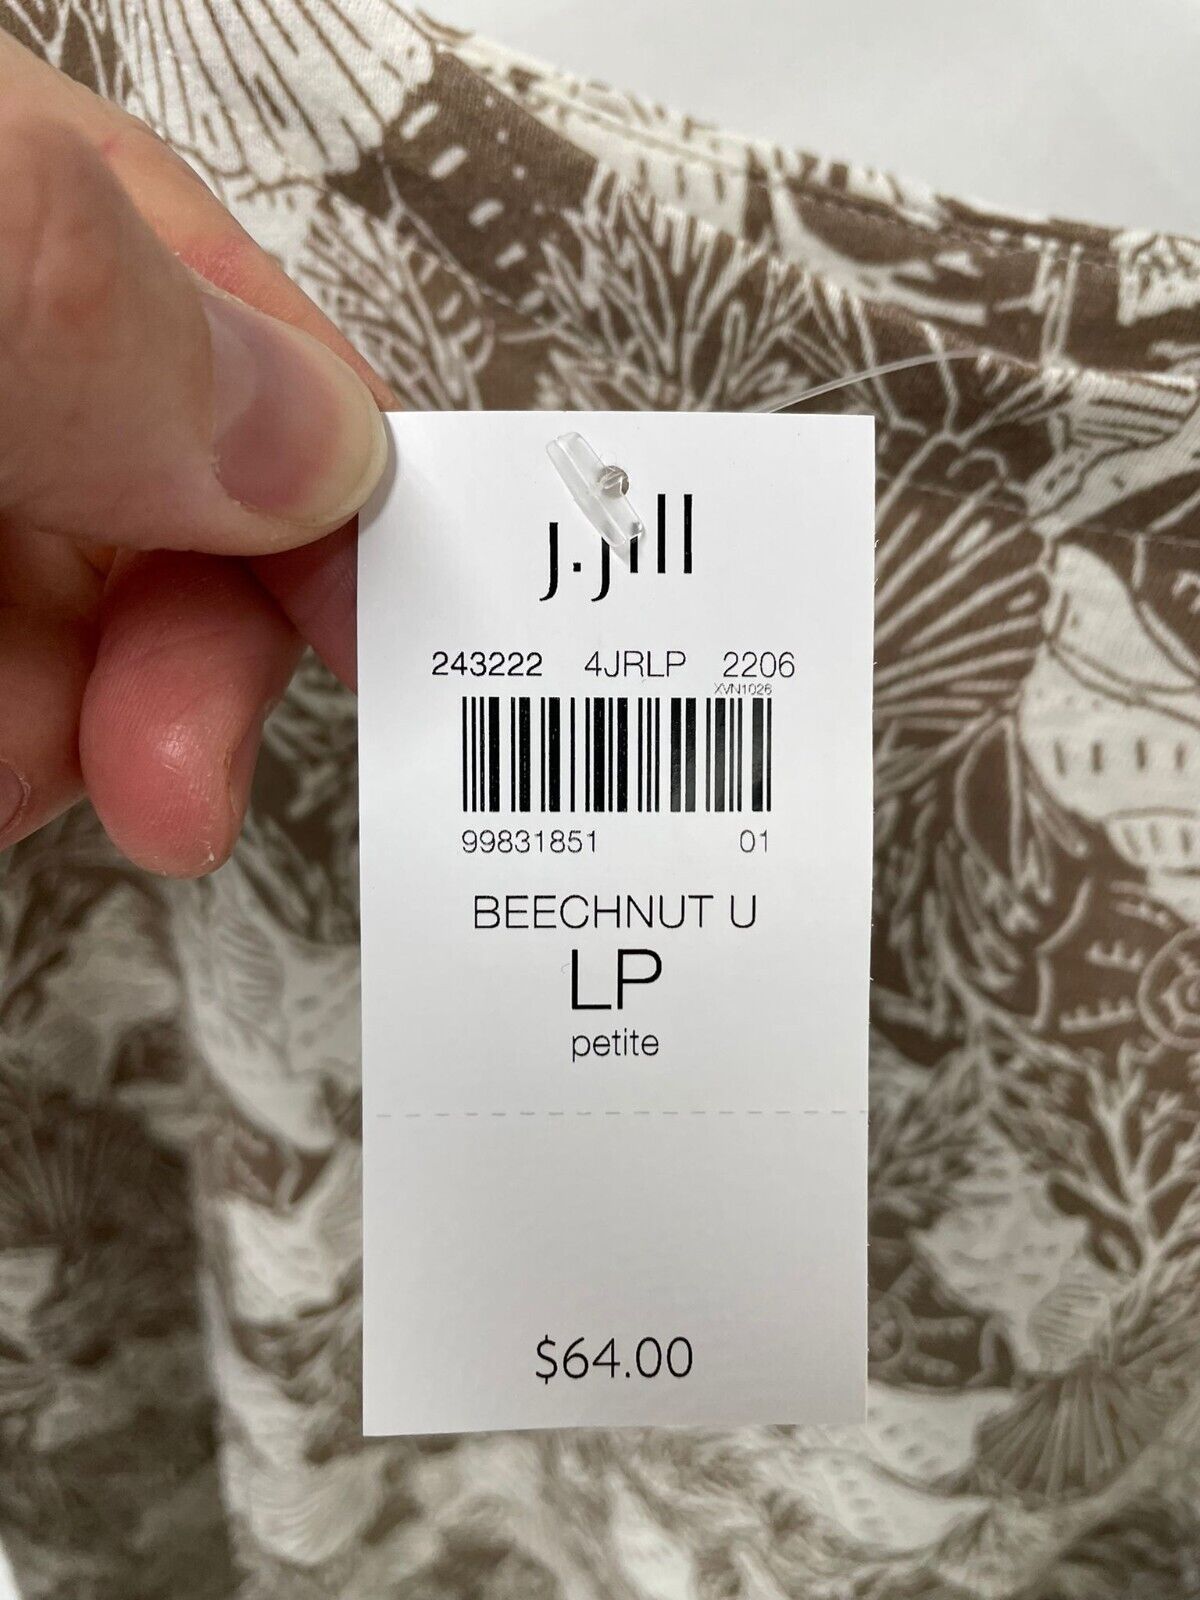 j.jill
243222 4JRLP 2206
XVN1026
99831851 01
BEECHNUT U
LP
petite
$64.00